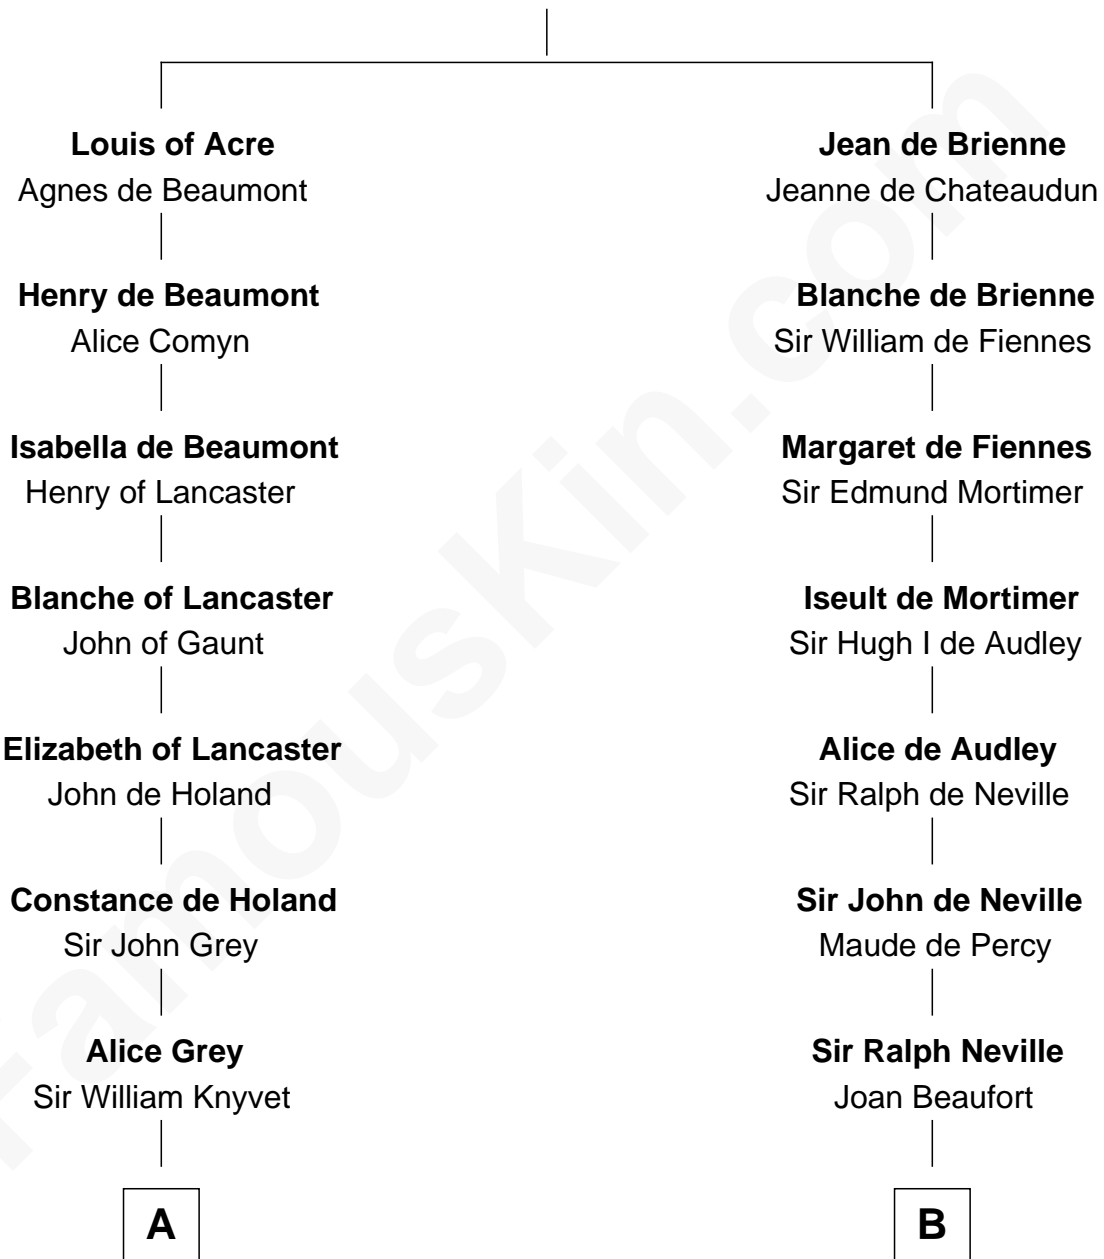 Louis of Acre
Agnes de Beaumont
Henry de Beaumont
Alice Comyn
Isabella de Beaumont
Henry of Lancaster
Blanche of Lancaster
John of Gaunt
Elizabeth of Lancaster
John de Holand
Constance de Holand
Sir John Grey
Alice Grey
Sir William Knyvet
A
Jean de Brienne
Jeanne de Chateaudun
Blanche de Brienne
Sir William de Fiennes
Margaret de Fiennes
Sir Edmund Mortimer
Iseult de Mortimer
Sir Hugh I de Audley
Alice de Audley
Sir Ralph de Neville
Sir John de Neville
Maude de Percy
Sir Ralph Neville
Joan Beaufort
B
FamousKin.com